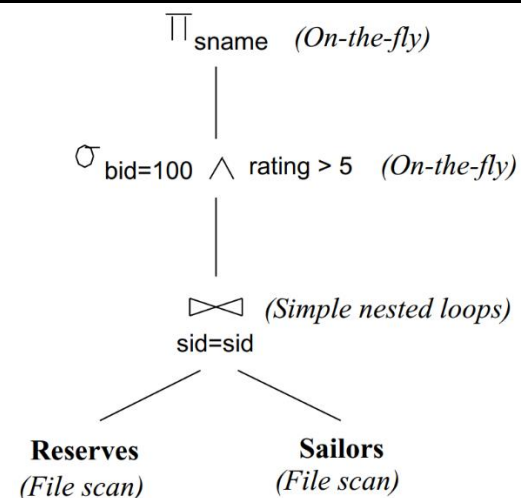 π sname (On-the-fly)
σ bid=100 ∧ rating > 5 (On-the-fly)
⋈ (Simple nested loops)
sid=sid
Reserves Sailors
(File scan) (File scan)